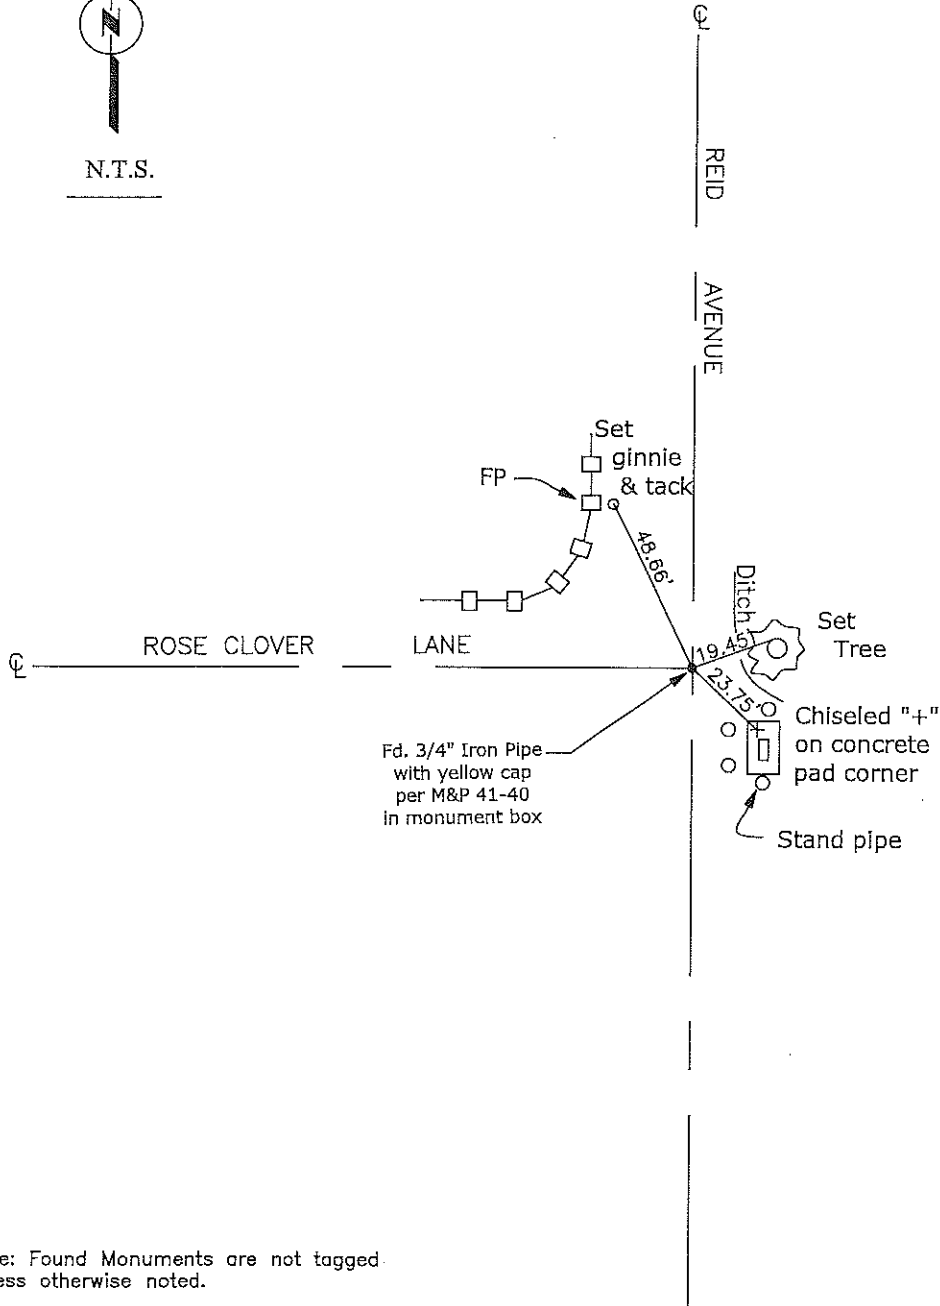 N
N.T.S.
℄
REID
AVENUE
Set
ginnie
& tack
FP
48.66'
Ditch
19.45'
Set
Tree
23.75'
ROSE CLOVER LANE
℄
Chiseled "+"
on concrete
pad corner
Fd. 3/4" Iron Pipe
with yellow cap
per M&P 41-40
in monument box
Stand pipe
e: Found Monuments are not tagged
ess otherwise noted.